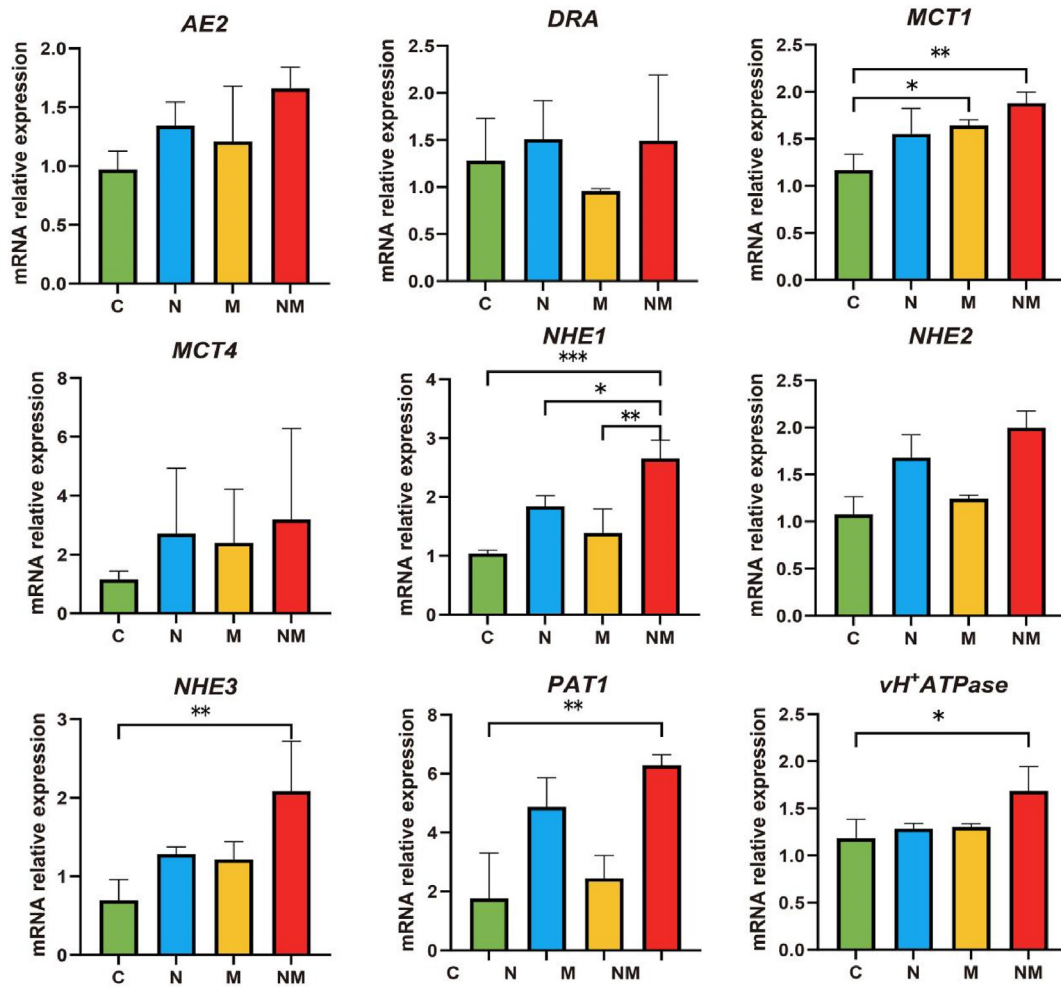 AE2
mRNA relative expression
2.0
1.5
1.0
0.5
0.0
C N M NM
DRA
mRNA relative expression
2.5
2.0
1.5
1.0
0.5
0.0
C N M NM
MCT1
mRNA relative expression
2.5
2.0
1.5
1.0
0.5
0.0
**
*
C N M NM
MCT4
mRNA relative expression
8
6
4
2
0
C N M NM
NHE1
mRNA relative expression
4
3
2
1
0
***
*
**
C N M NM
NHE2
mRNA relative expression
2.5
2.0
1.5
1.0
0.5
0.0
C N M NM
NHE3
mRNA relative expression
3
2
1
0
**
C N M NM
PAT1
mRNA relative expression
8
6
4
2
0
**
C N M NM
vH⁺ATPase
mRNA relative expression
2.5
2.0
1.5
1.0
0.5
0.0
*
C N M NM